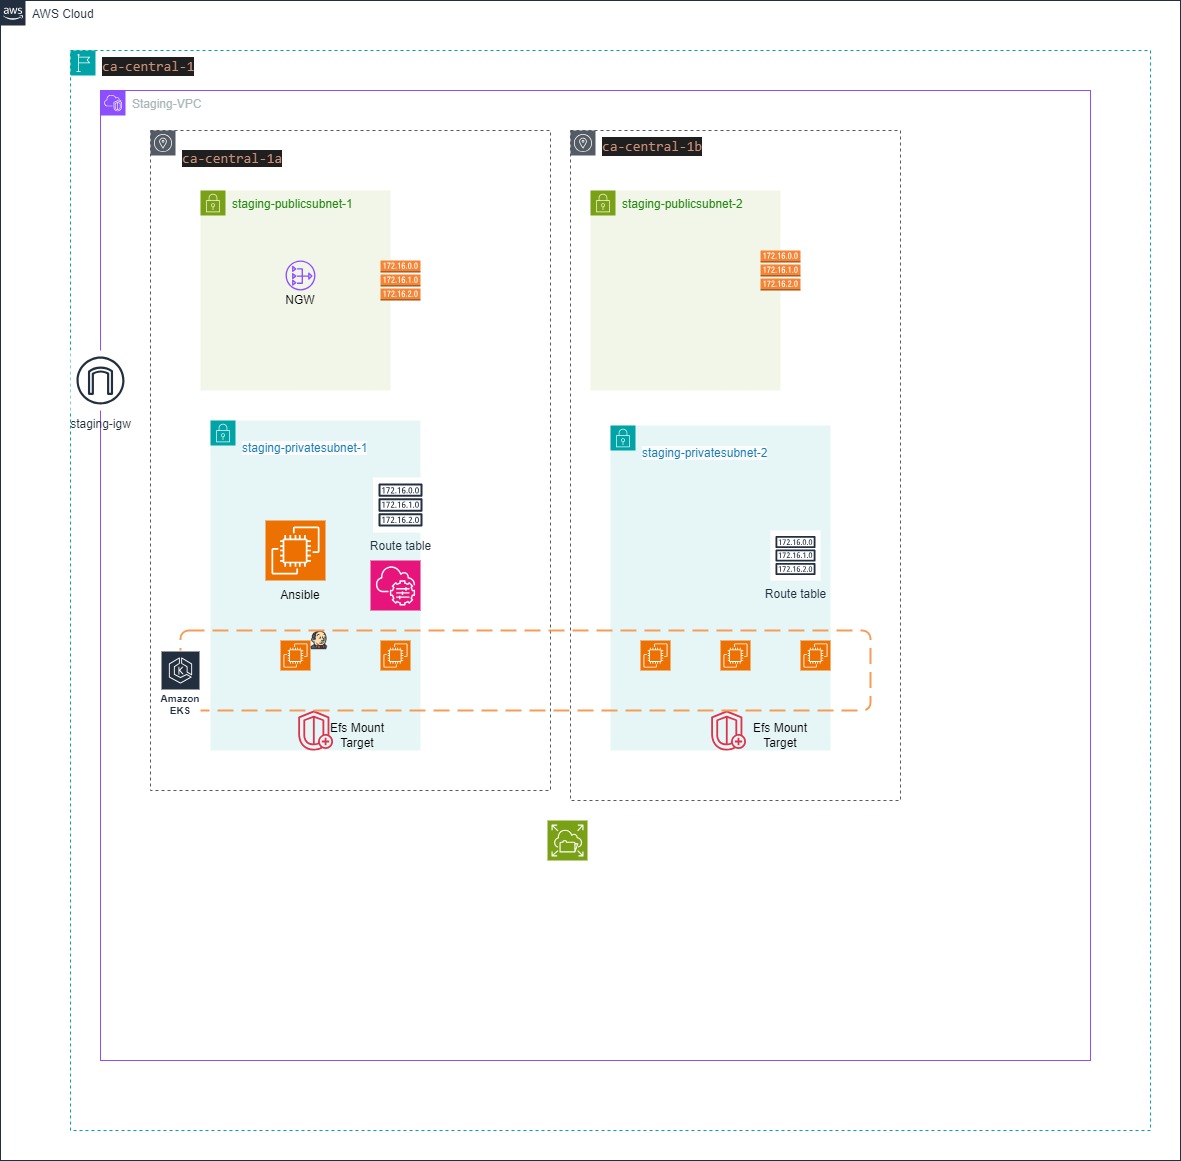 aws
AWS Cloud
ca-central-1
Staging-VPC
ca-central-1a
ca-central-1b
staging-publicsubnet-1
staging-publicsubnet-2
172.16.0.0
172.16.1.0
172.16.2.0
NGW
172.16.0.0
172.16.1.0
172.16.2.0
staging-igw
staging-privatesubnet-1
staging-privatesubnet-2
172.16.0.0
172.16.1.0
172.16.2.0
Route table
Ansible
172.16.0.0
172.16.1.0
172.16.2.0
Route table
K
Amazon
EKS
Efs Mount
Target
Efs Mount
Target